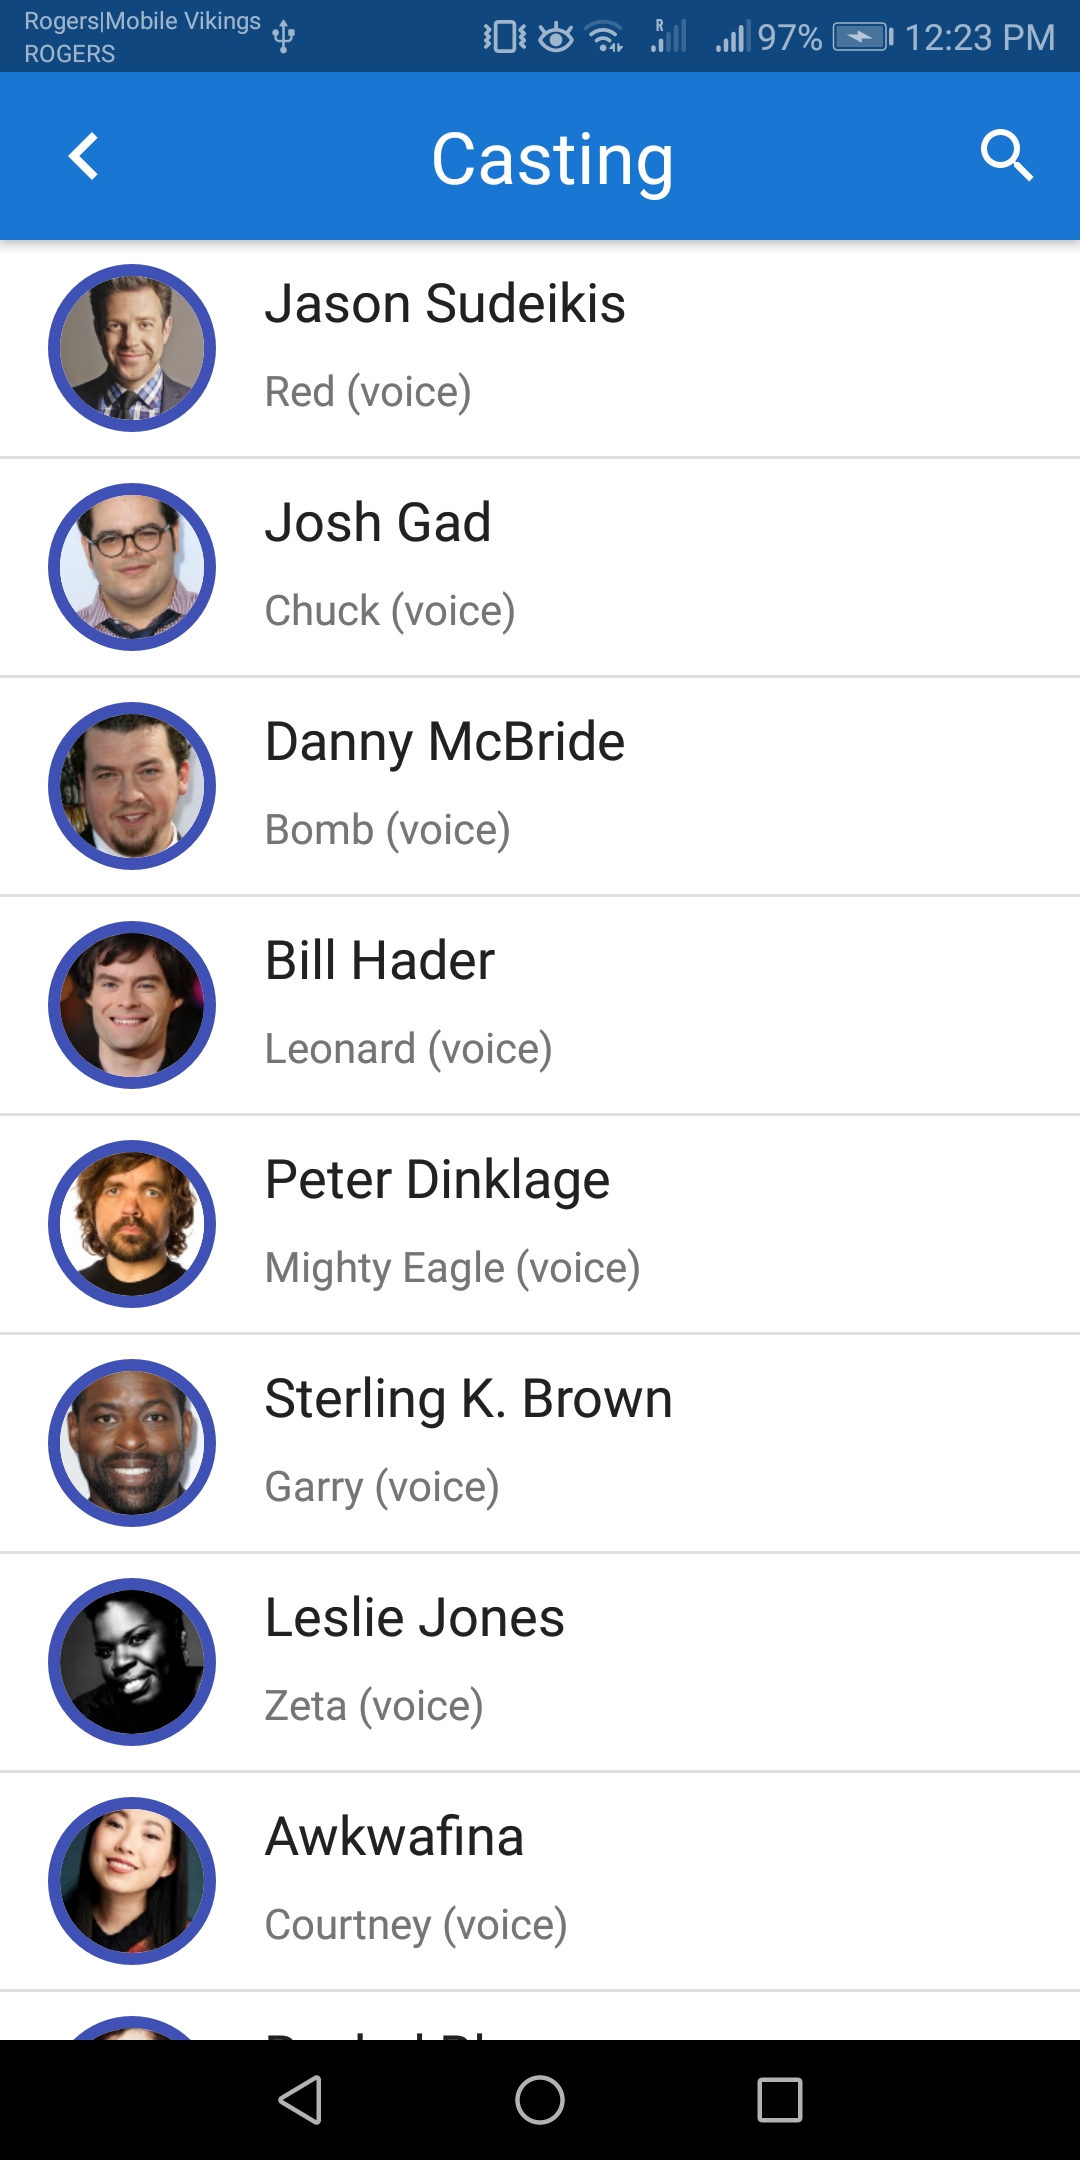 Rogers|Mobile Vikings
ROGERS
R
97%
12:23 PM
Casting
Jason Sudeikis
Red (voice)
Josh Gad
Chuck (voice)
Danny McBride
Bomb (voice)
Bill Hader
Leonard (voice)
Peter Dinklage
Mighty Eagle (voice)
Sterling K. Brown
Garry (voice)
Leslie Jones
Zeta (voice)
Awkwafina
Courtney (voice)